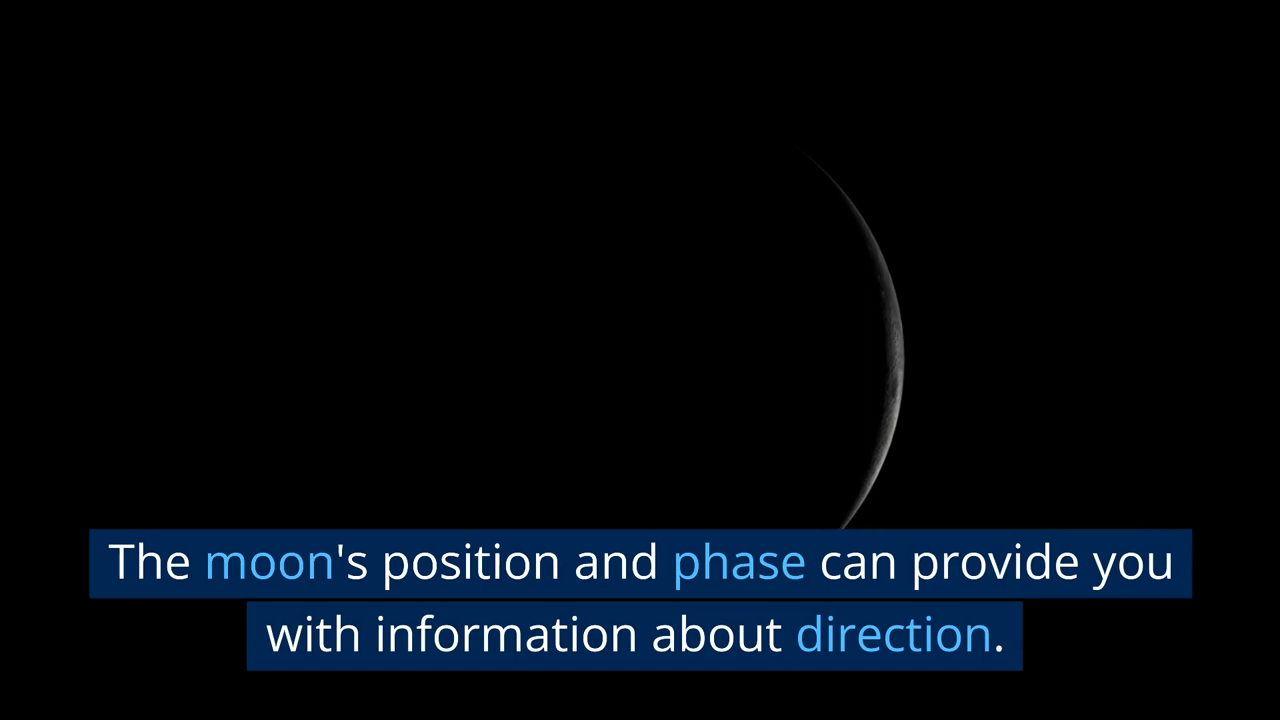 The moon's position and phase can provide you
with information about direction.